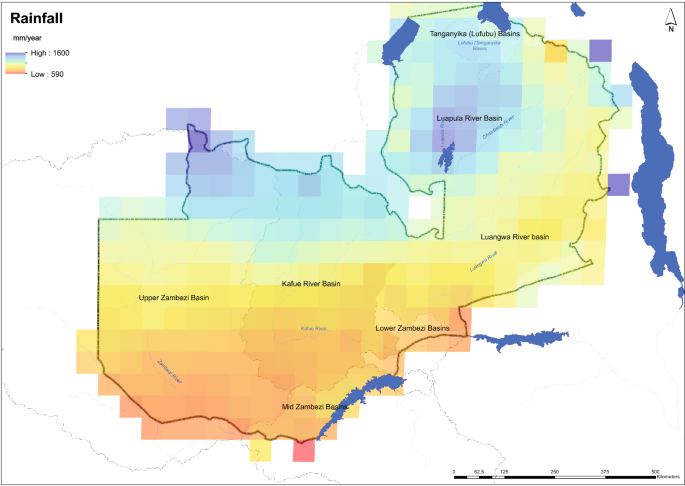 Rainfall
mm/year
High : 1600
Low : 590
N
Tanganyika (Lufubu) Basins
Lufubu /Tanganyika
Rivers
Luapula River Basin
Chambeshi River
Luangwa River basin
Luangwa River
Kafue River Basin
Upper Zambezi Basin
Kafue River
Lower Zambezi Basins
Zambezi River
Mid Zambezi Basins
0 62.5 125 250 375 500
Kilometers